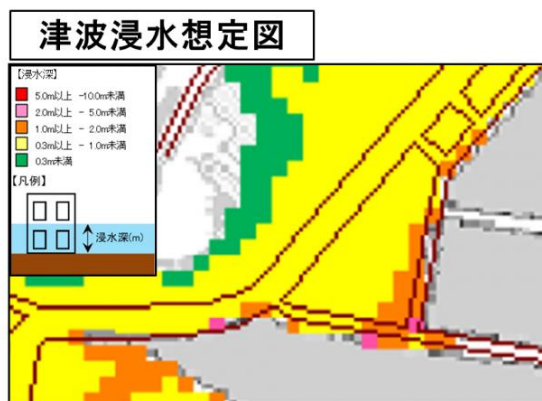 津波浸水想定図
【浸水深】
5.0m以上 -10.0m未満
2.0m以上 - 5.0m未満
1.0m以上 - 2.0m未満
0.3m以上 - 1.0m未満
0.3m未満
【凡例】
浸水深(m)